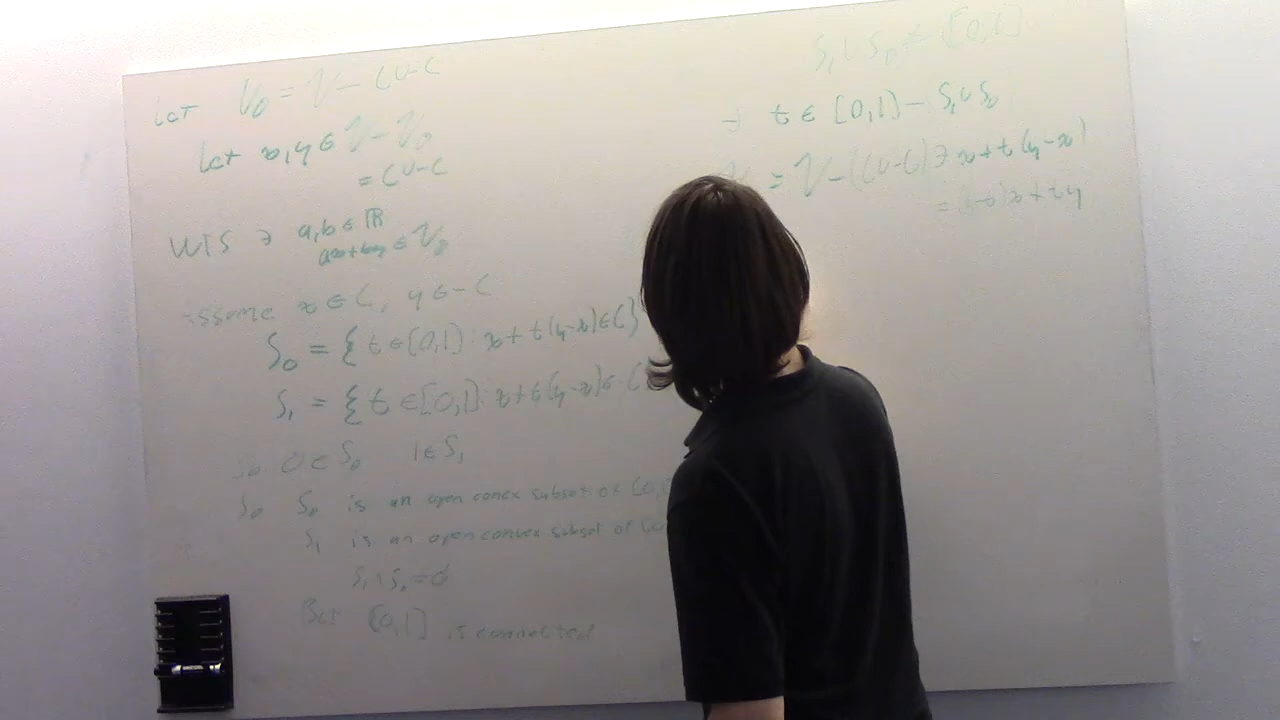 Let V₀ = V - C∪-C
Let x,y ∈ V - V₀
= C∪-C
WTS ∃ a,b ∈ ℝ
ax+by ∈ V₀
Assume x ∈ C, y ∈ -C
S₀ = { t ∈ [0,1] : x + t(y-x) ∈ C }
S₁ = { t ∈ [0,1] : x + t(y-x) ∈ -C
So 0 ∈ S₀ 1 ∈ S₁
So S₀ is an open conex subset of [0,
S₁ is an open convex subset of [0
S₁ ∩ S₀ = ∅
But [0,1] is connected
S₁ ∪ S₀ ≠ [0,1]
→ t ∈ [0,1] - S₁∪S₀
= V - (C∪-C) ∋ x + t(y-x)
= (1-t)x + ty